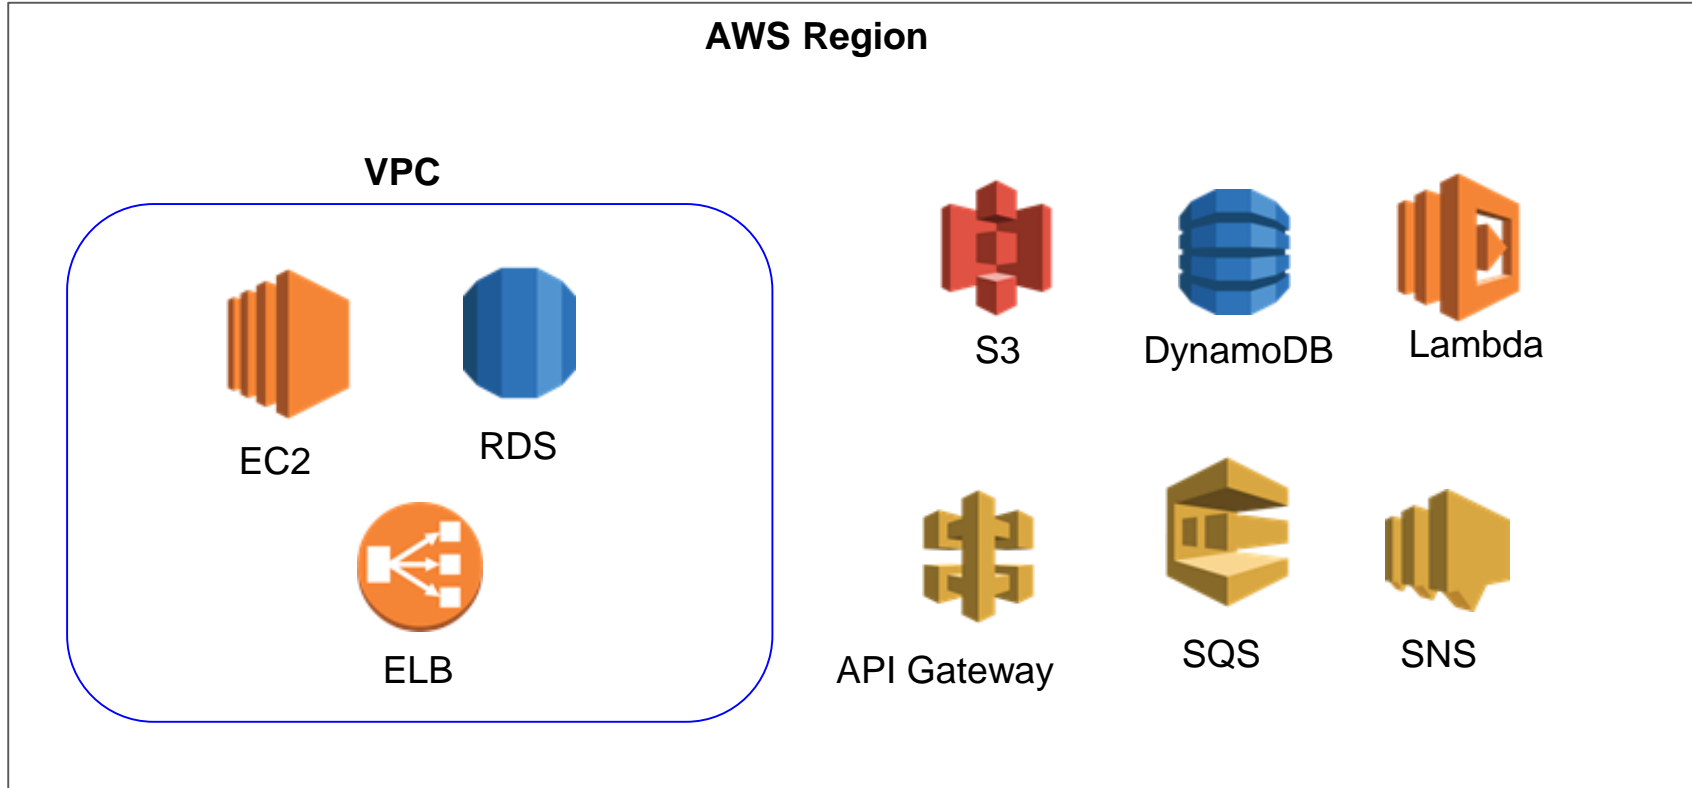 AWS Region
VPC
EC2
RDS
ELB
S3
DynamoDB
Lambda
API Gateway
SQS
SNS